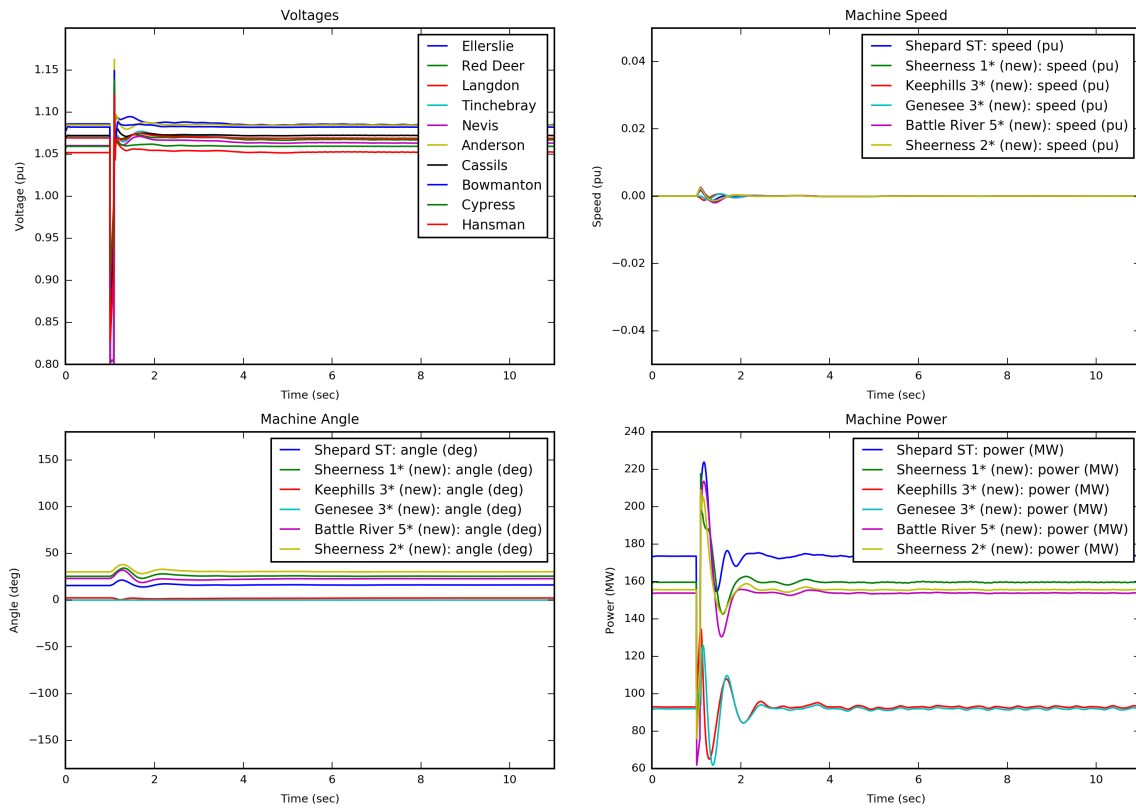 Voltages
1.15
1.10
1.05
1.00
0.95
0.90
0.85
0.80
Voltage (pu)
0 2 4 6 8 10
Time (sec)
Ellerslie
Red Deer
Langdon
Tinchebray
Nevis
Anderson
Cassils
Bowmanton
Cypress
Hansman
Machine Speed
0.04
0.02
0.00
−0.02
−0.04
Speed (pu)
0 2 4 6 8 10
Time (sec)
Shepard ST: speed (pu)
Sheerness 1* (new): speed (pu)
Keephills 3* (new): speed (pu)
Genesee 3* (new): speed (pu)
Battle River 5* (new): speed (pu)
Sheerness 2* (new): speed (pu)
Machine Angle
150
100
50
0
−50
−100
−150
Angle (deg)
0 2 4 6 8 10
Time (sec)
Shepard ST: angle (deg)
Sheerness 1* (new): angle (deg)
Keephills 3* (new): angle (deg)
Genesee 3* (new): angle (deg)
Battle River 5* (new): angle (deg)
Sheerness 2* (new): angle (deg)
Machine Power
240
220
200
180
160
140
120
100
80
60
Power (MW)
0 2 4 6 8 10
Time (sec)
Shepard ST: power (MW)
Sheerness 1* (new): power (MW)
Keephills 3* (new): power (MW)
Genesee 3* (new): power (MW)
Battle River 5* (new): power (MW)
Sheerness 2* (new): power (MW)